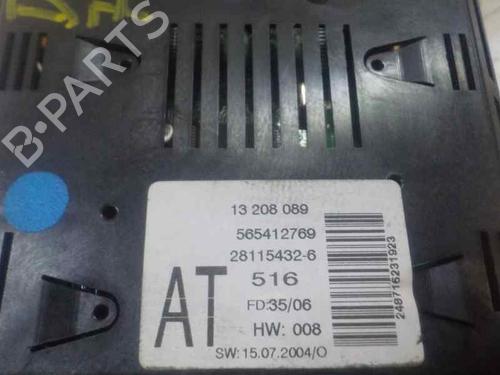 B-PARTS
13 208 089
565412769
28115432-6
AT
516
FD:35/06
HW: 008
SW: 15.07.2004/O
248716231923